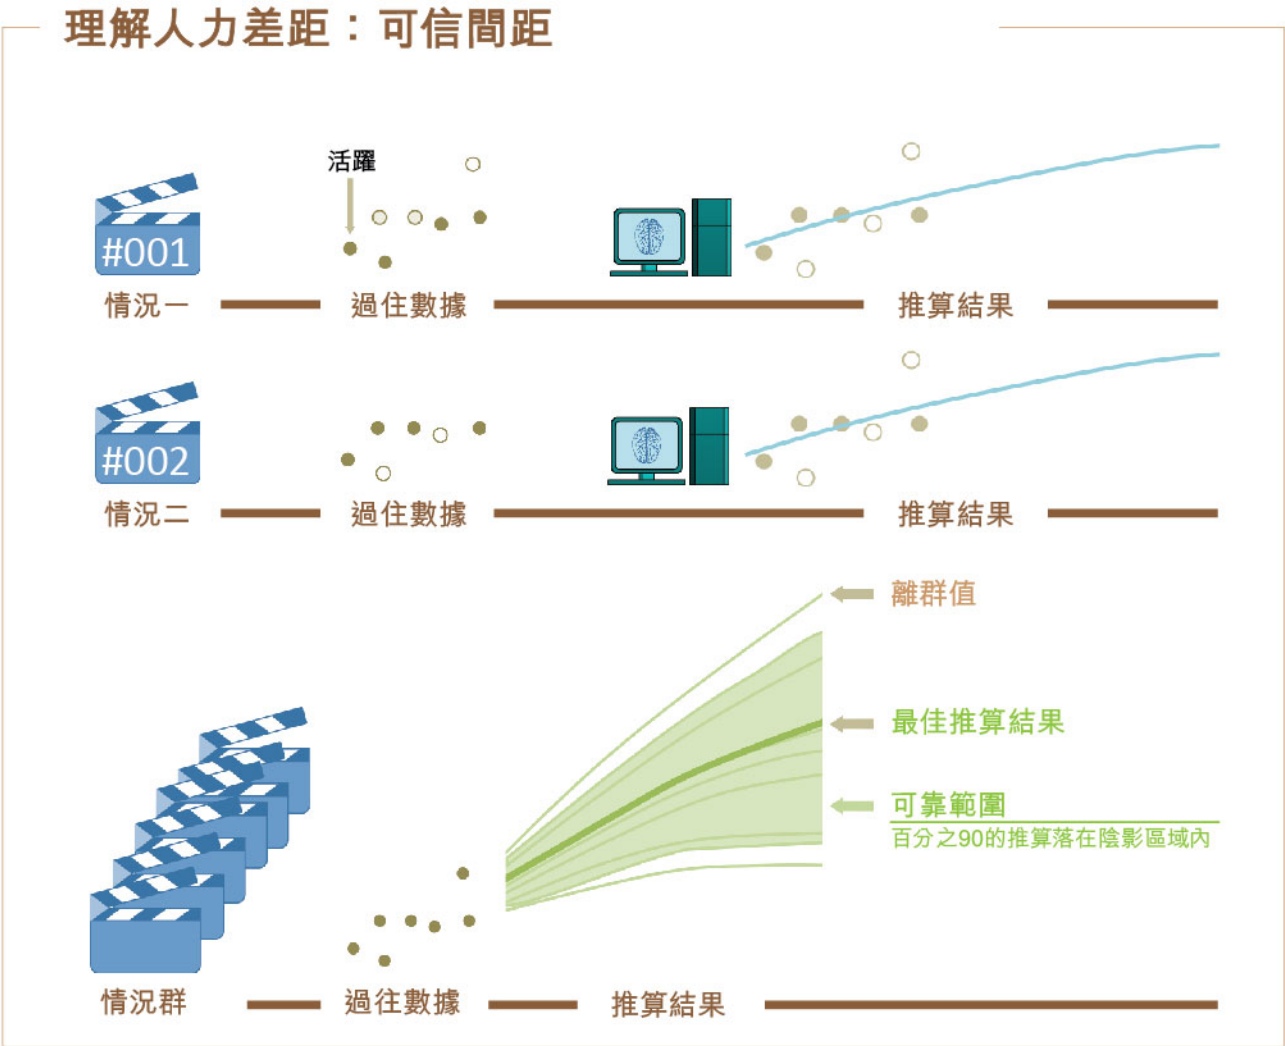 理解人力差距：可信間距
活躍
#001
情況一
過住數據
推算結果
#002
情況二
過住數據
推算結果
離群值
最佳推算結果
可靠範圍
百分之90的推算落在陰影區域內
情況群
過往數據
推算結果